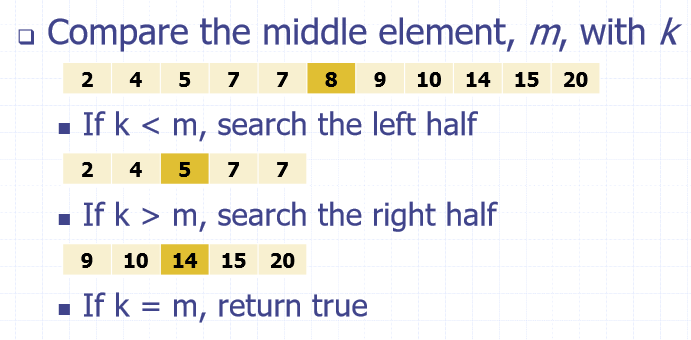 Compare the middle element, m, with k
2 4 5 7 7 8 9 10 14 15 20
If k < m, search the left half
2 4 5 7 7
If k > m, search the right half
9 10 14 15 20
If k = m, return true